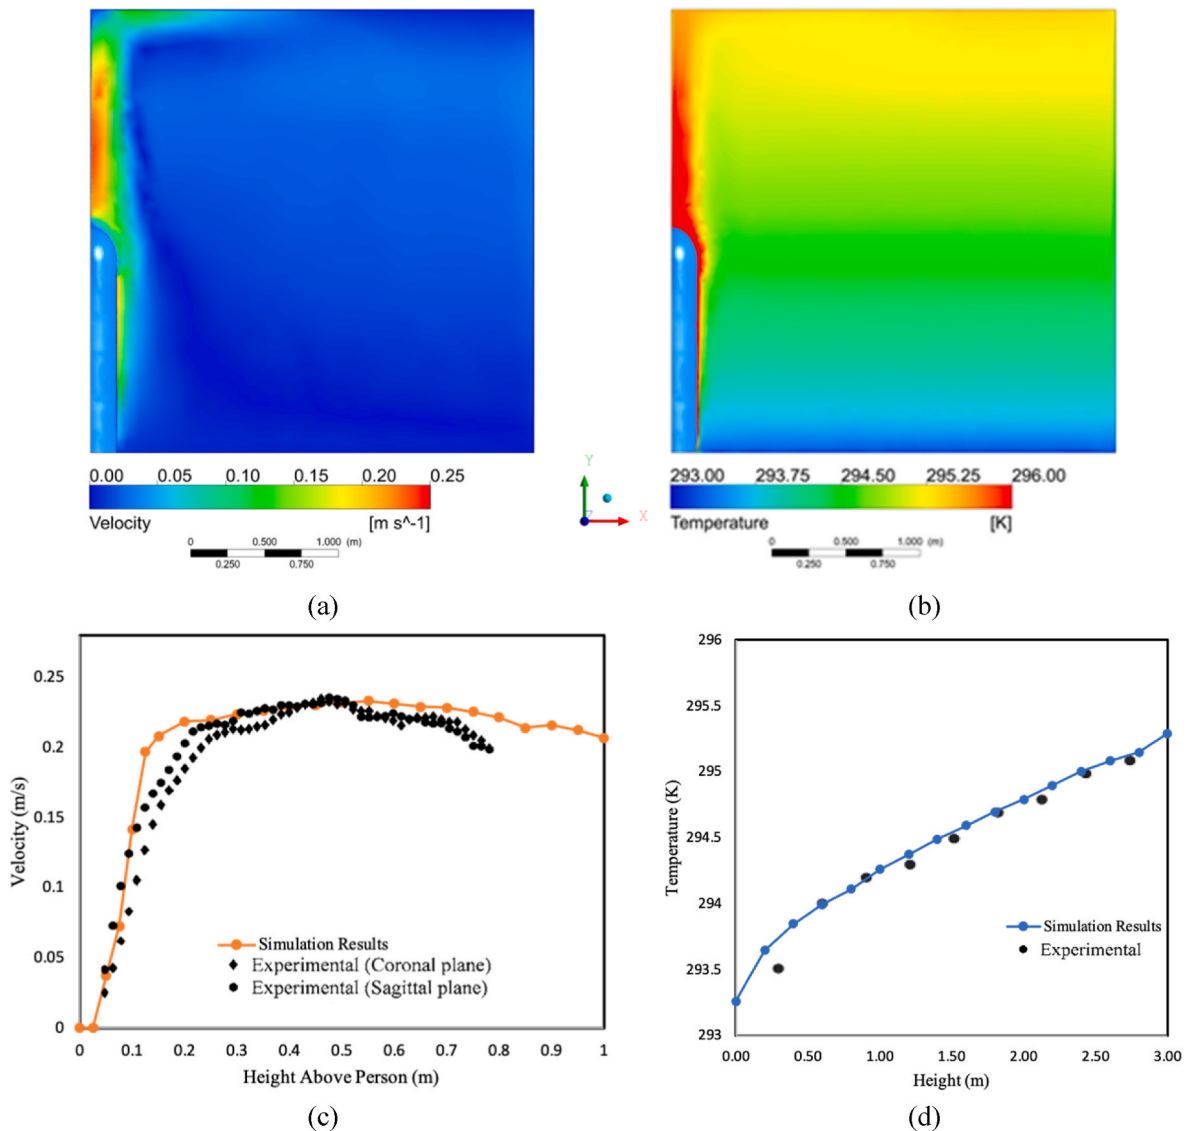 0.00 0.05 0.10 0.15 0.20 0.25
Velocity [m s^-1]
0 0.500 1.000 (m)
0.250 0.750
Y
Z X
293.00 293.75 294.50 295.25 296.00
Temperature [K]
0 0.500 1.000 (m)
0.250 0.750
(a) (b)
0.25
0.2
0.15
0.1
0.05
0
Velocity (m/s)
Simulation Results
Experimental (Coronal plane)
Experimental (Sagittal plane)
0 0.1 0.2 0.3 0.4 0.5 0.6 0.7 0.8 0.9 1
Height Above Person (m)
(c)
296
295.5
295
294.5
294
293.5
293
Temperature (K)
Simulation Results
Experimental
0.00 0.50 1.00 1.50 2.00 2.50 3.00
Height (m)
(d)